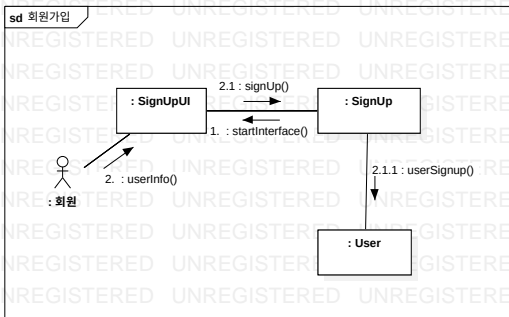 sd 회원가입
UNREGISTERED UNREGISTERED UNREGISTERED
2.1 : signUp()
: SignUpUI
: SignUp
1. : startInterface()
2.1.1 : userSignup()
2. : userInfo()
: 회원
: User